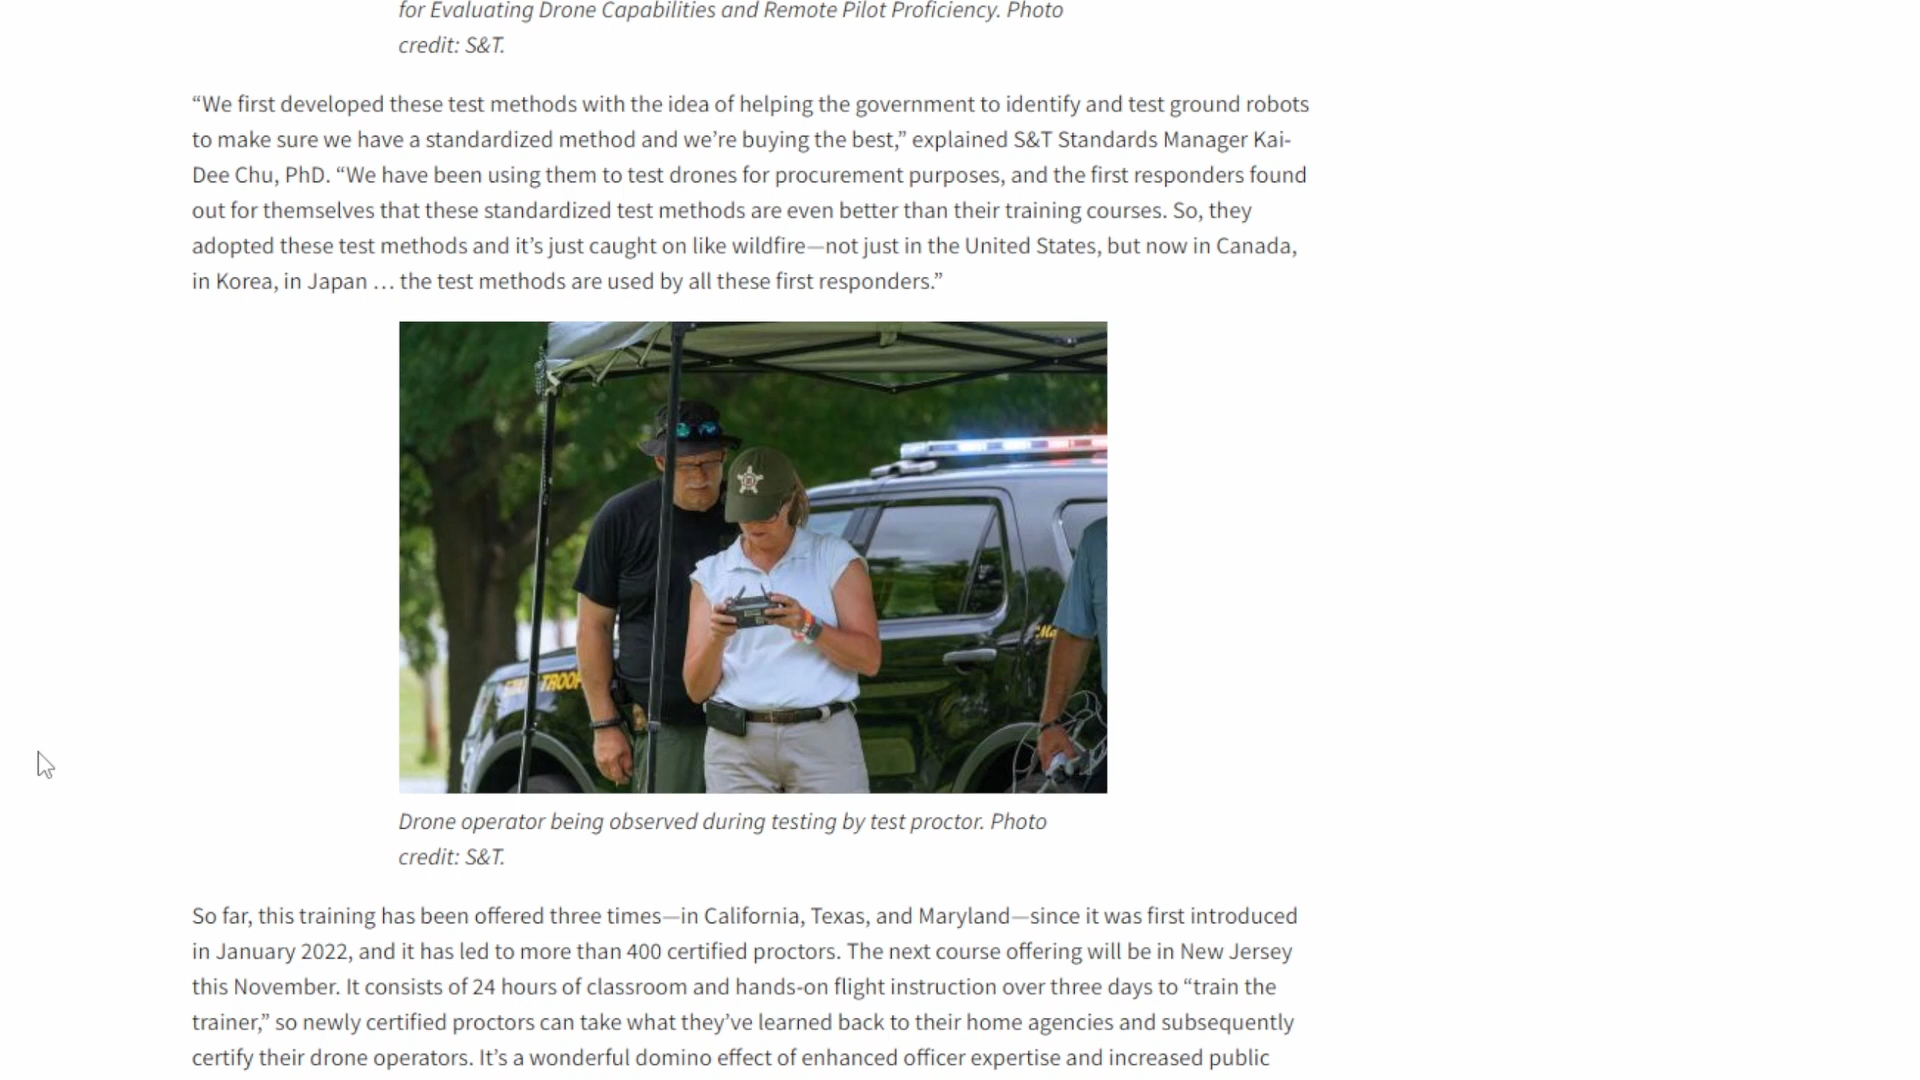 for Evaluating Drone Capabilities and Remote Pilot Proficiency. Photo
credit: S&T.
“We first developed these test methods with the idea of helping the government to identify and test ground robots
to make sure we have a standardized method and we’re buying the best,” explained S&T Standards Manager Kai-
Dee Chu, PhD. “We have been using them to test drones for procurement purposes, and the first responders found
out for themselves that these standardized test methods are even better than their training courses. So, they
adopted these test methods and it’s just caught on like wildfire—not just in the United States, but now in Canada,
in Korea, in Japan … the test methods are used by all these first responders.”
TROOP
Drone operator being observed during testing by test proctor. Photo
credit: S&T.
So far, this training has been offered three times—in California, Texas, and Maryland—since it was first introduced
in January 2022, and it has led to more than 400 certified proctors. The next course offering will be in New Jersey
this November. It consists of 24 hours of classroom and hands-on flight instruction over three days to “train the
trainer,” so newly certified proctors can take what they’ve learned back to their home agencies and subsequently
certify their drone operators. It’s a wonderful domino effect of enhanced officer expertise and increased public